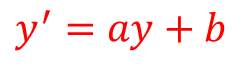 y′ = ay + b